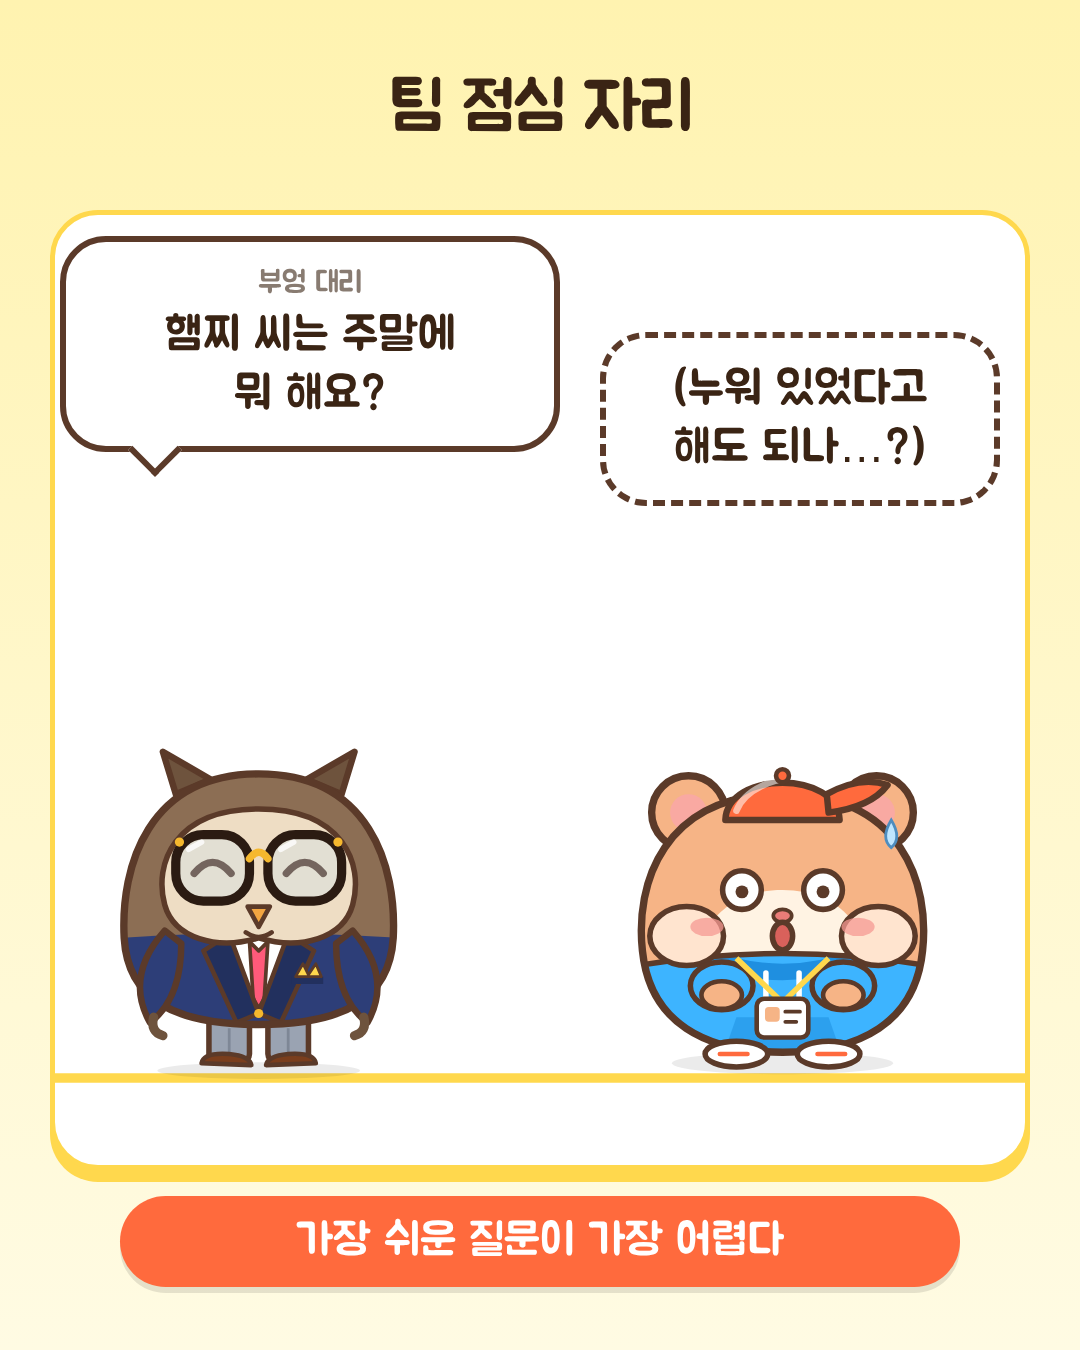 팀 점심 자리
부엉 대리
햄찌 씨는 주말에
뭐 해요?
(누워 있었다고
해도 되나...?)
가장 쉬운 질문이 가장 어렵다